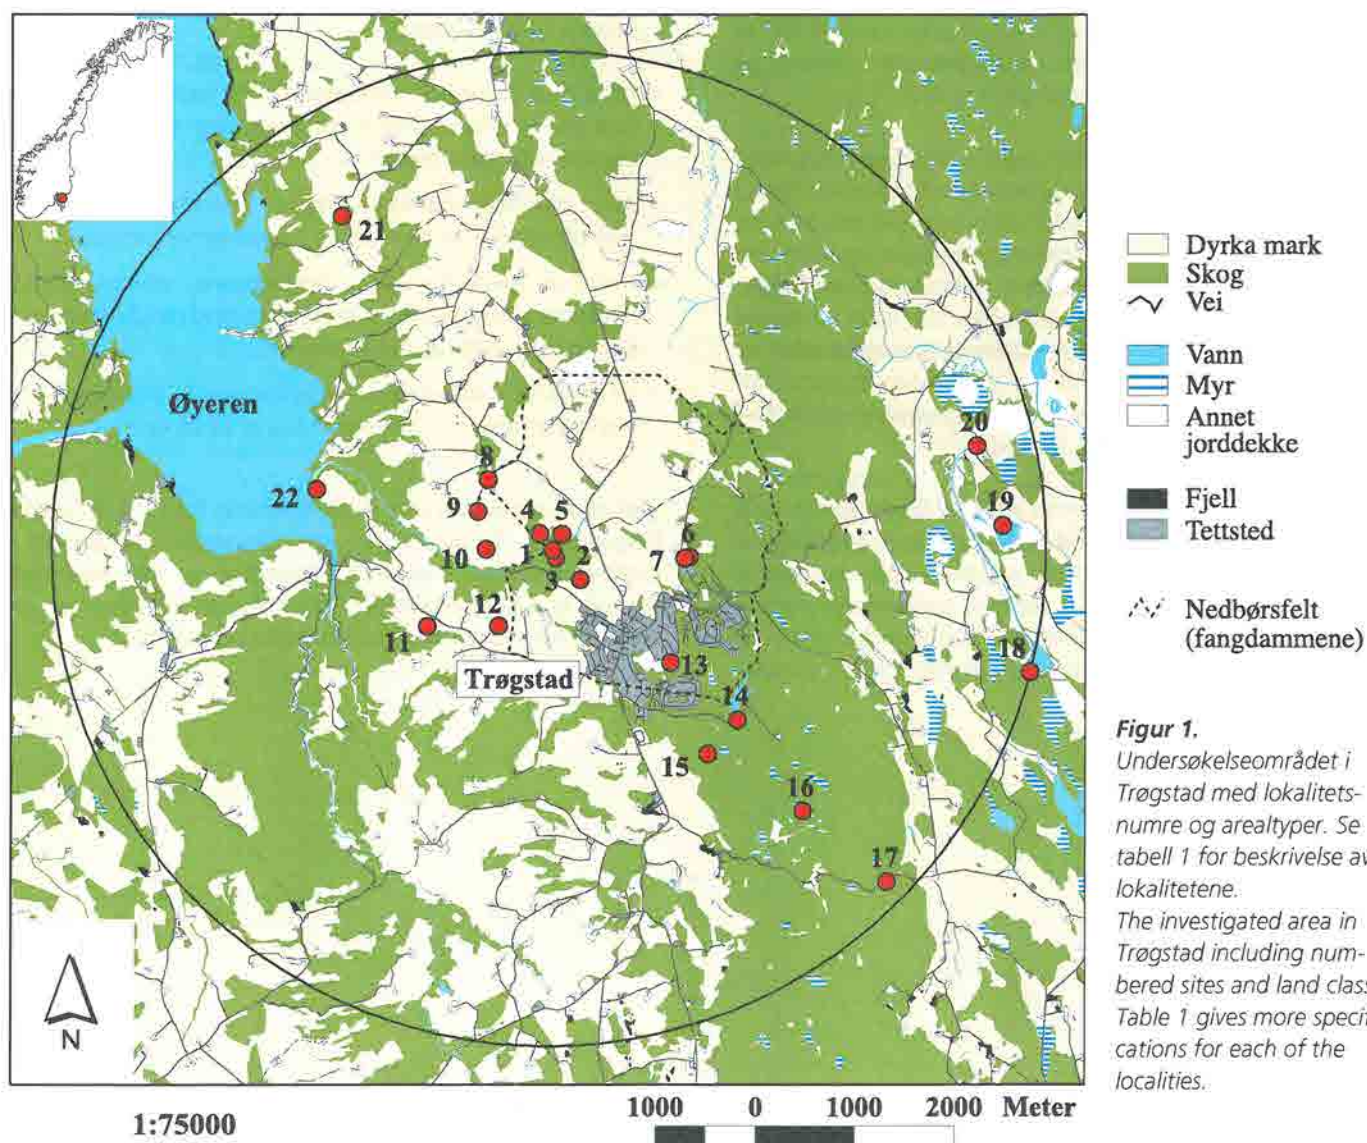 21
Øyeren
8
20
22
9
4
5
19
10
1
6
7
3
2
12
11
18
Trøgstad
13
14
15
16
17
N
Dyrka mark
Skog
Vei
Vann
Myr
Annet
jorddekke
Fjell
Tettsted
Nedbørsfelt
(fangdammene)
Figur 1.
Undersøkelseområdet i
Trøgstad med lokalitets-
numre og arealtyper. Se
tabell 1 for beskrivelse av
lokalitetene.
The investigated area in
Trøgstad including num-
bered sites and land class
Table 1 gives more specif
cations for each of the
localities.
1:75000
1000 0 1000 2000 Meter